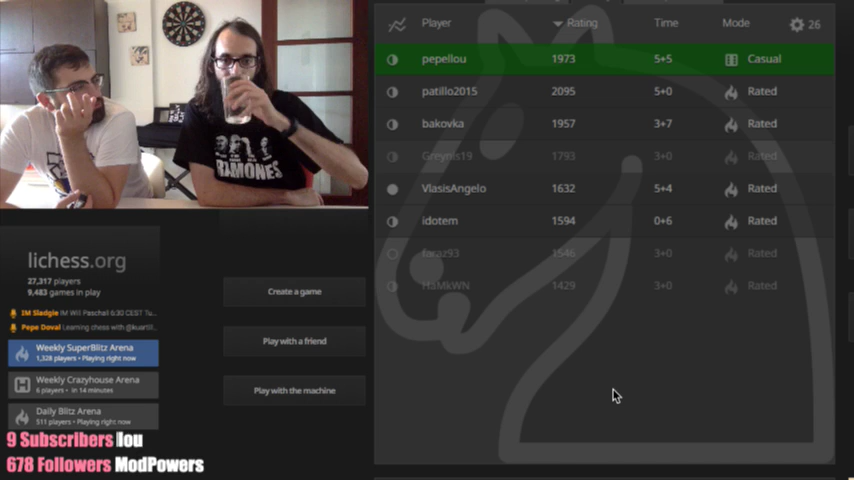 RAMONES
Player Rating Time Mode 26
pepellou 1973 5+5 Casual
patillo2015 2095 5+0 Rated
bakovka 1957 3+7 Rated
Greynis19 1793 3+0 Rated
VlasisAngelo 1632 5+4 Rated
idotem 1594 0+6 Rated
faraz93 1546 3+0 Rated
HaMkWN 1429 3+0 Rated
lichess.org
27,317 players
9,483 games in play
IM Sladgie IM Will Paschall 6:30 CEST Tu...
Pepe Doval Learning chess with
Weekly SuperBlitz Arena
1,328 players • Playing right now
Weekly Crazyhouse Arena
6 players • in 14 minutes
Daily Blitz Arena
511 players • Playing right now
Create a game
Play with a friend
Play with the machine
9 Subscribers lou
678 Followers ModPowers